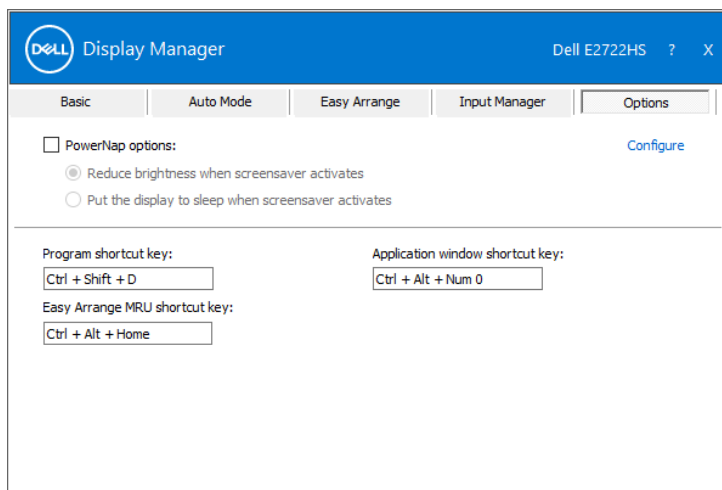 DELL Display Manager Dell E2722HS ? X
Basic Auto Mode Easy Arrange Input Manager Options
PowerNap options: Configure
Reduce brightness when screensaver activates
Put the display to sleep when screensaver activates
Program shortcut key: Application window shortcut key:
Ctrl + Shift + D Ctrl + Alt + Num 0
Easy Arrange MRU shortcut key:
Ctrl + Alt + Home